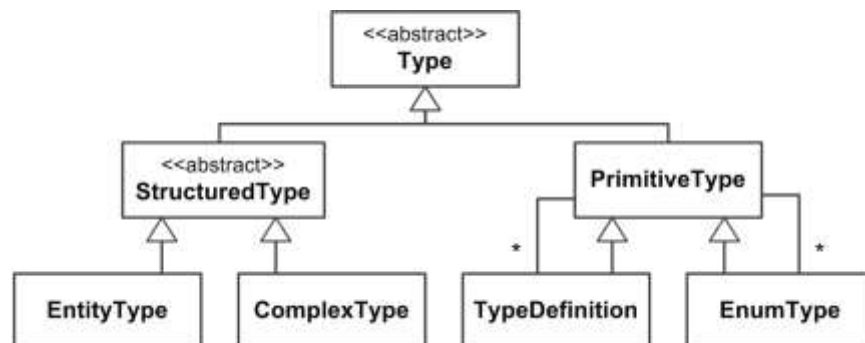 <<abstract>>
Type
<<abstract>>
StructuredType
PrimitiveType
* *
EntityType ComplexType TypeDefinition EnumType